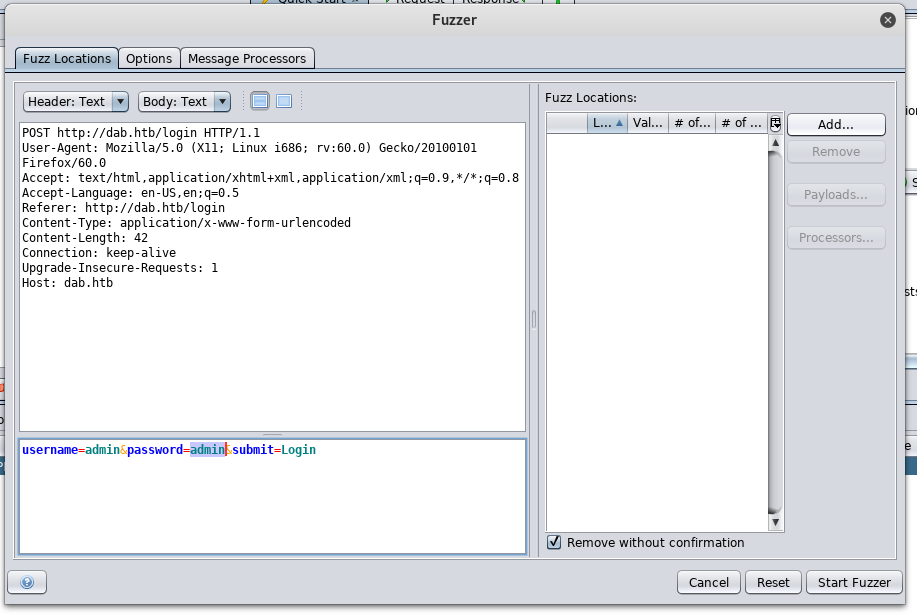 Quick Start Request Response
Fuzzer
Fuzz Locations Options Message Processors
Header: Text Body: Text
POST http://dab.htb/login HTTP/1.1
User-Agent: Mozilla/5.0 (X11; Linux i686; rv:60.0) Gecko/20100101
Firefox/60.0
Accept: text/html,application/xhtml+xml,application/xml;q=0.9,*/*;q=0.8
Accept-Language: en-US,en;q=0.5
Referer: http://dab.htb/login
Content-Type: application/x-www-form-urlencoded
Content-Length: 42
Connection: keep-alive
Upgrade-Insecure-Requests: 1
Host: dab.htb
username=admin&password=admin&submit=Login
Fuzz Locations:
L... Val... # of... # of ...
Add...
Remove
Payloads...
Processors...
Remove without confirmation
Cancel Reset Start Fuzzer